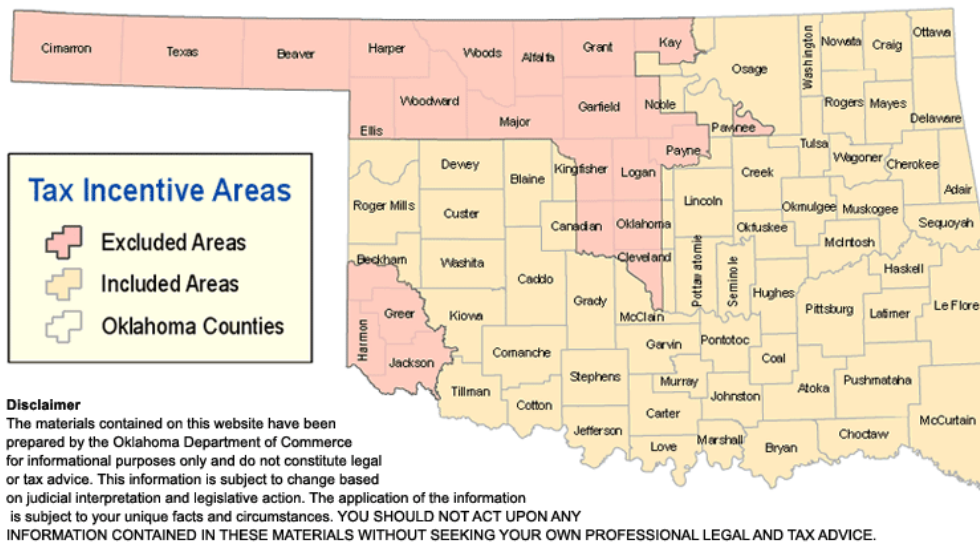 Cimarron
Texas
Beaver
Harper
Woods
Alfalfa
Grant
Kay
Osage
Washington
Nowata
Craig
Ottawa
Woodward
Ellis
Major
Garfield
Noble
Pawnee
Rogers
Mayes
Delaware
Payne
Tulsa
Dewey
Blaine
Kingfisher
Logan
Creek
Wagoner
Cherokee
Adair
Roger Mills
Custer
Canadian
Oklahoma
Lincoln
Okmulgee
Muskogee
Okfuskee
Sequoyah
McIntosh
Beckham
Washita
Caddo
Cleveland
Pottawatomie
Seminole
Haskell
Hughes
Grady
McClain
Pittsburg
Latimer
Le Flore
Harmon
Greer
Kiowa
Jackson
Comanche
Garvin
Pontotoc
Coal
Tillman
Cotton
Stephens
Murray
Johnston
Atoka
Pushmataha
Carter
Jefferson
Love
Marshall
Bryan
Choctaw
McCurtain
Tax Incentive Areas
Excluded Areas
Included Areas
Oklahoma Counties
Disclaimer
The materials contained on this website have been
prepared by the Oklahoma Department of Commerce
for informational purposes only and do not constitute legal
or tax advice. This information is subject to change based
on judicial interpretation and legislative action. The application of the information
is subject to your unique facts and circumstances. YOU SHOULD NOT ACT UPON ANY
INFORMATION CONTAINED IN THESE MATERIALS WITHOUT SEEKING YOUR OWN PROFESSIONAL LEGAL AND TAX ADVICE.